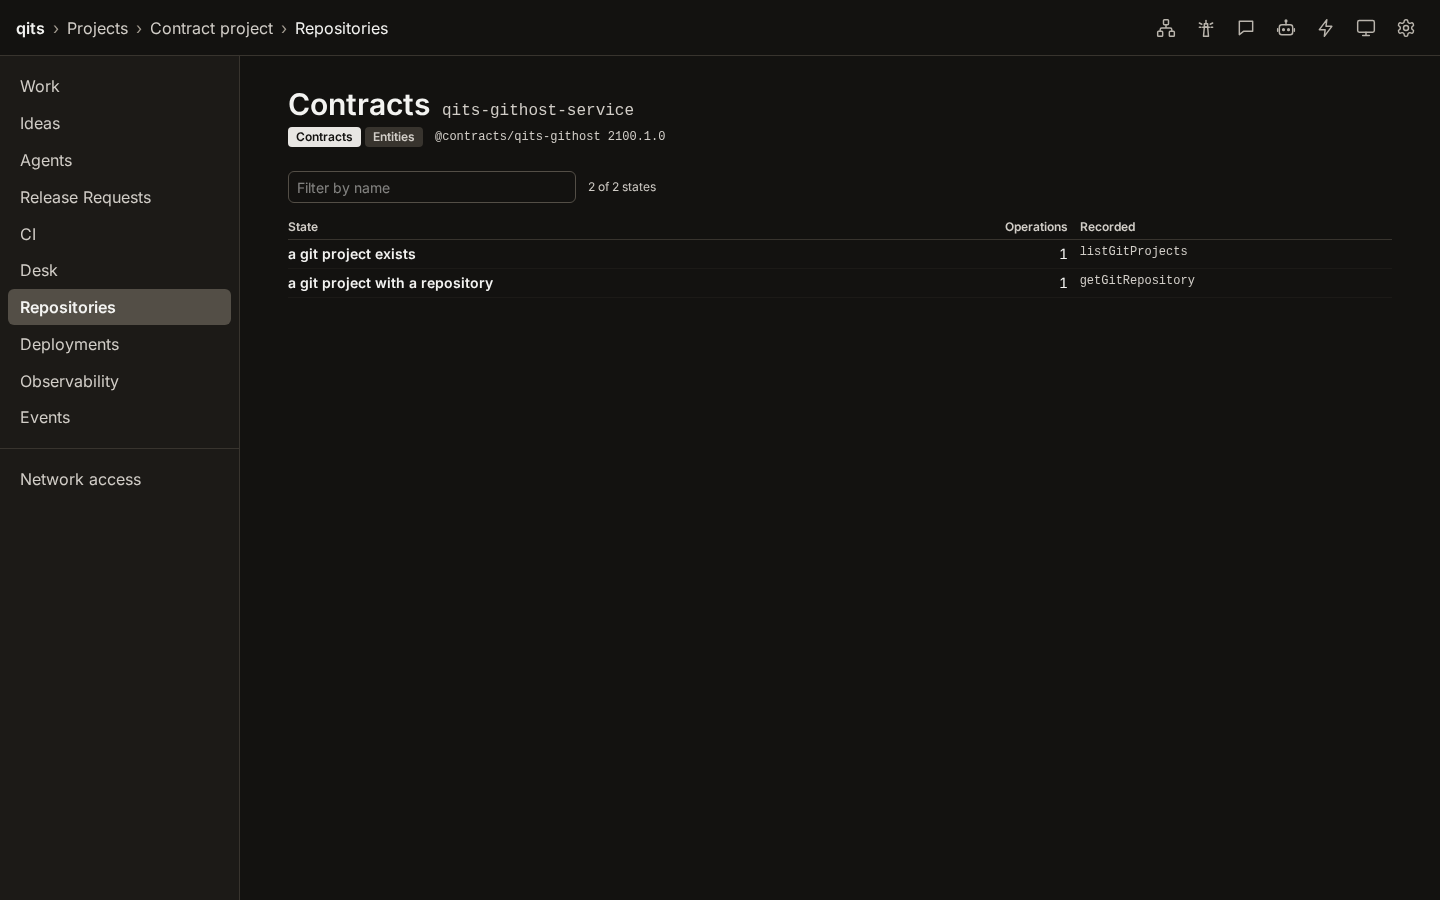 qits › Projects › Contract project › Repositories
Work
Ideas
Agents
Release Requests
CI
Desk
Repositories
Deployments
Observability
Events
Network access
Contracts qits-githost-service
Contracts Entities @contracts/qits-githost 2100.1.0
Filter by name 2 of 2 states
State Operations Recorded
a git project exists 1 listGitProjects
a git project with a repository 1 getGitRepository